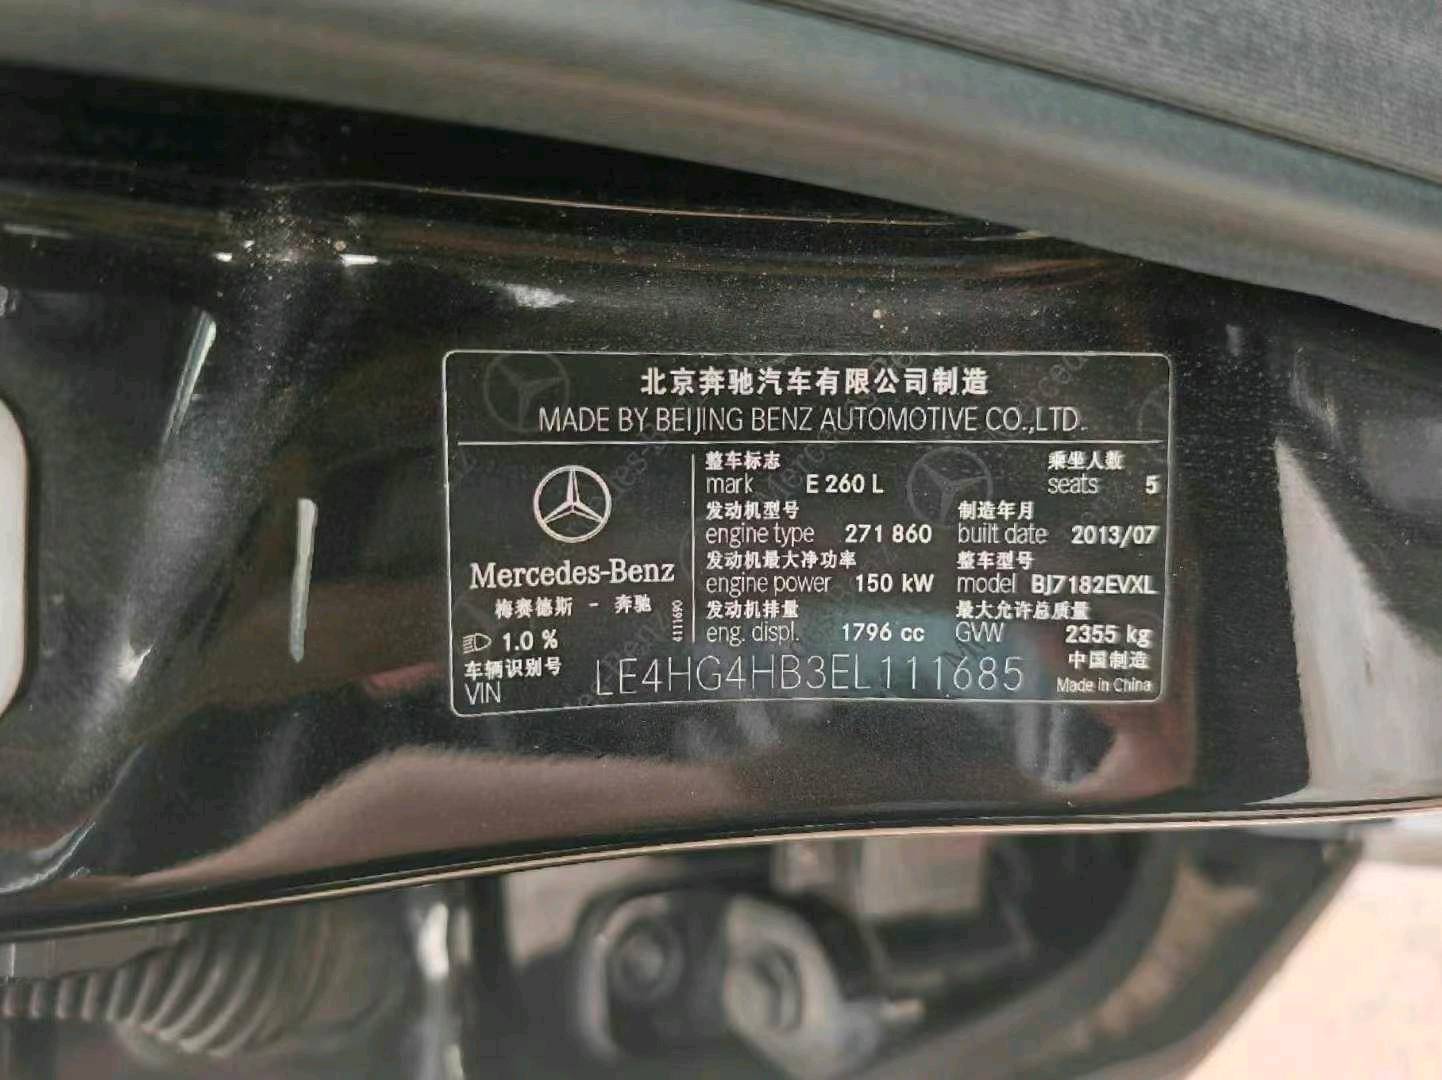 北京奔驰汽车有限公司制造
MADE BY BEIJING BENZ AUTOMOTIVE CO.,LTD.
Mercedes-Benz
梅赛德斯 - 奔驰
1.0 %
4111690
整车标志 乘坐人数
mark E 260 L seats 5
发动机型号 制造年月
engine type 271 860 built date 2013/07
发动机最大净功率 整车型号
engine power 150 kW model BJ7182EVXL
发动机排量 最大允许总质量
eng. displ. 1796 cc GVW 2355 kg
车辆识别号 中国制造
VIN LE4HG4HB3EL111685 Made in China